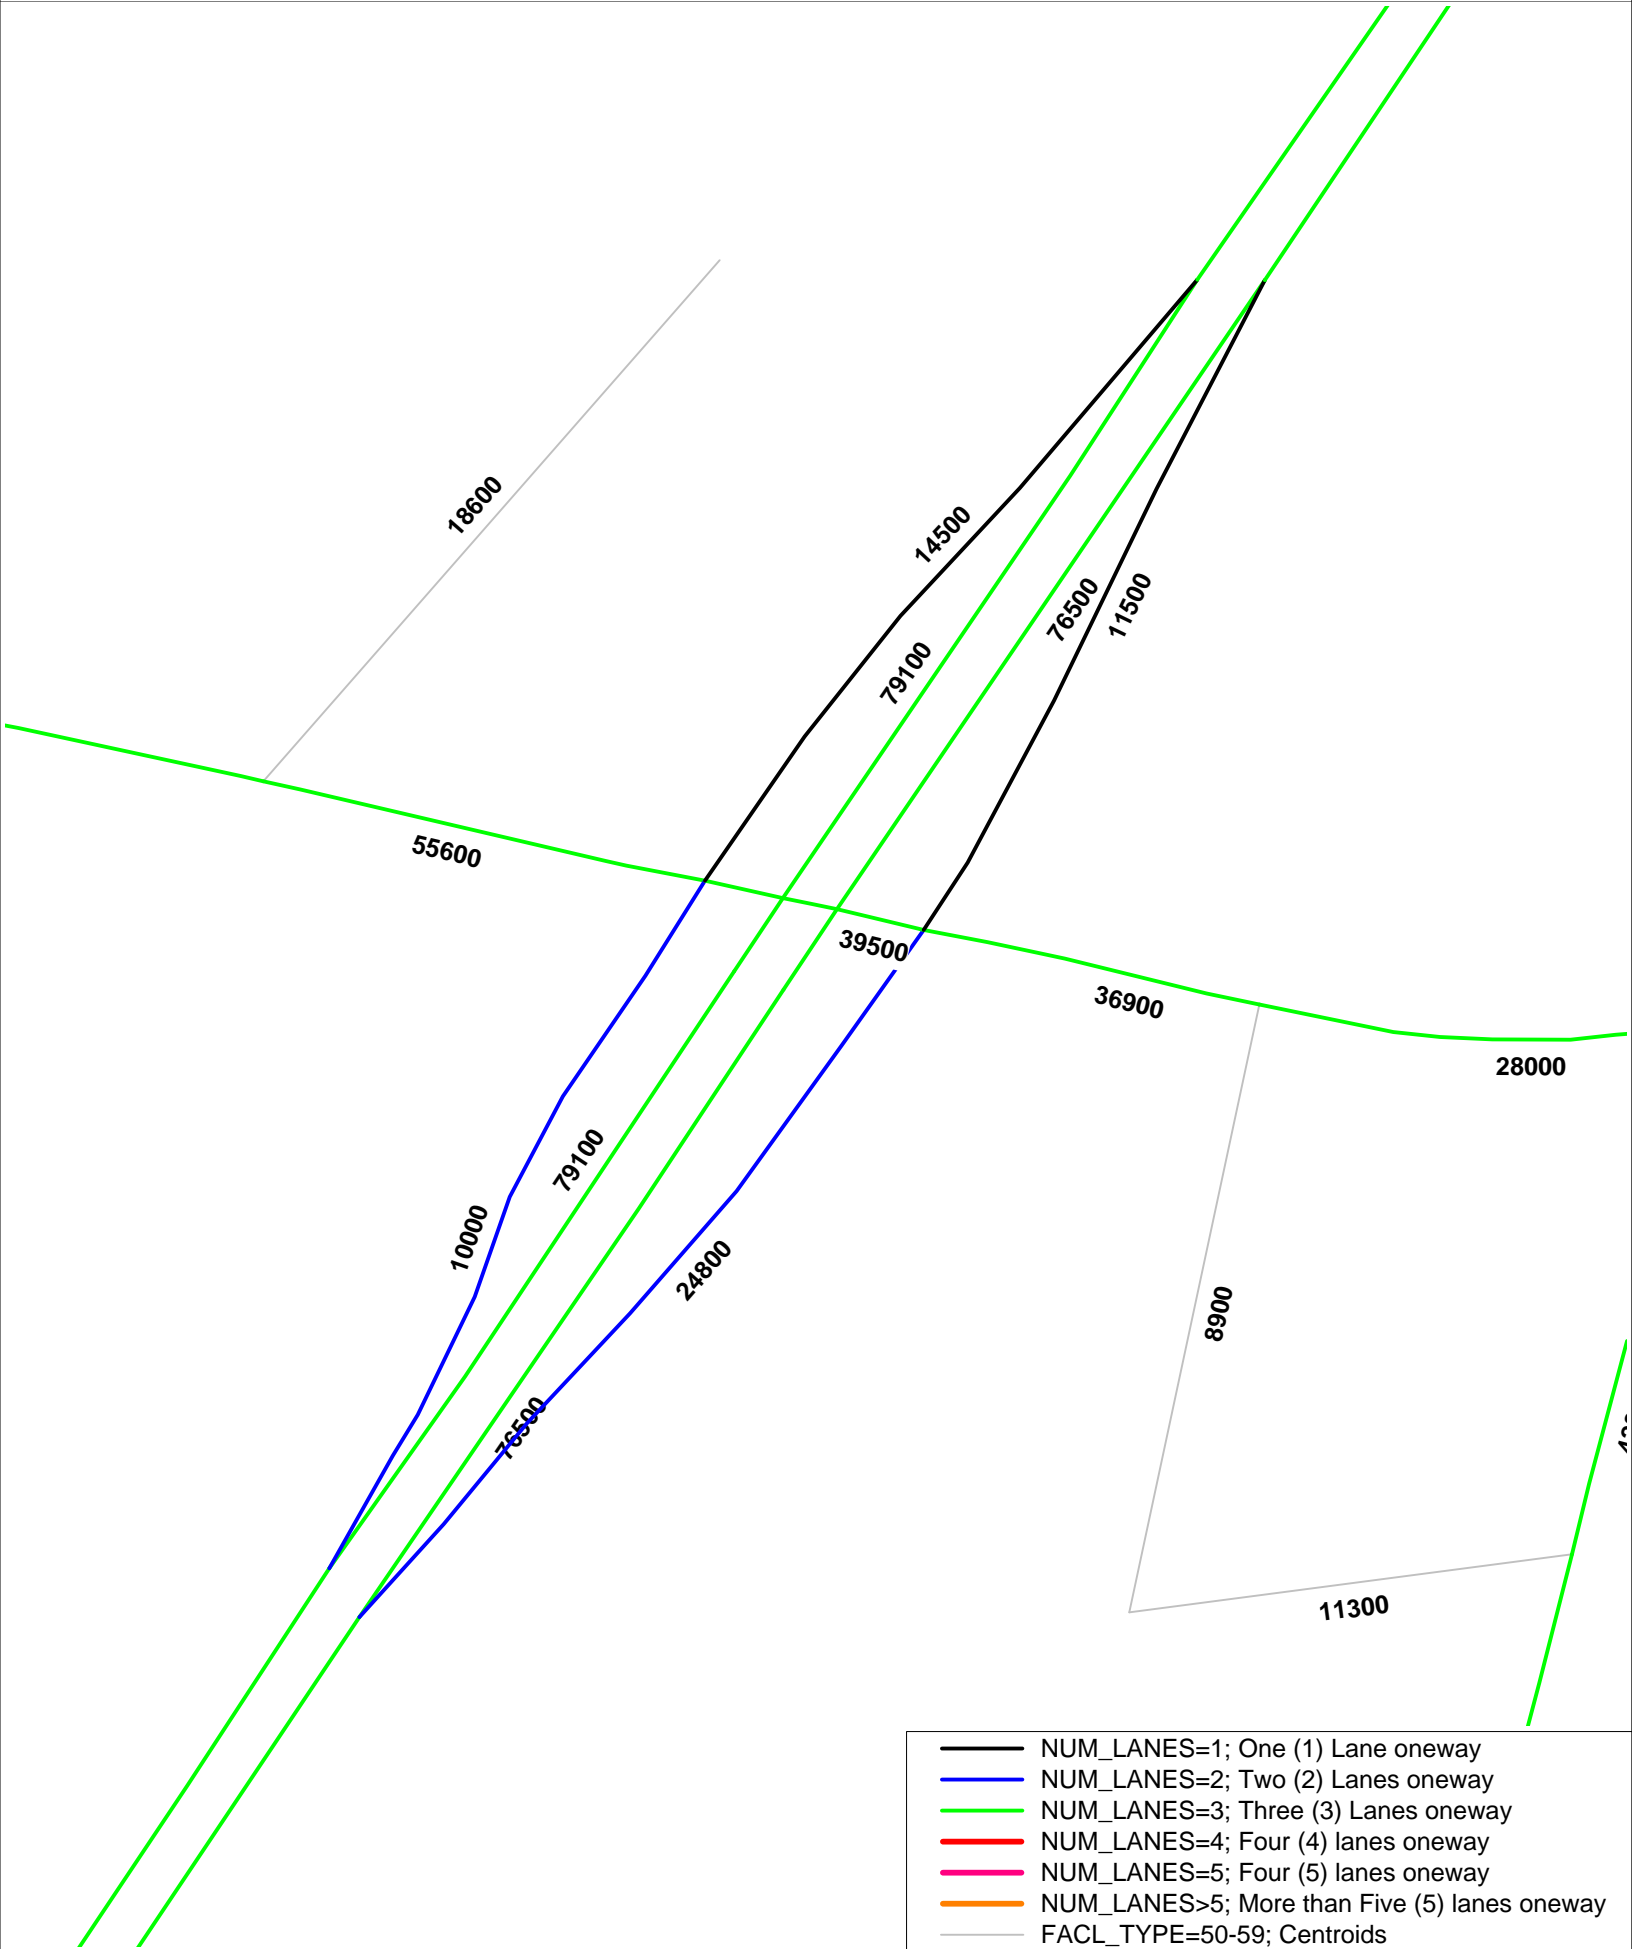 18600
14500
76500
11500
79100
55600
39500
36900
28000
79100
10000
24800
8900
76500
11300
NUM_LANES=1; One (1) Lane oneway
NUM_LANES=2; Two (2) Lanes oneway
NUM_LANES=3; Three (3) Lanes oneway
NUM_LANES=4; Four (4) lanes oneway
NUM_LANES=5; Four (5) lanes oneway
NUM_LANES>5; More than Five (5) lanes oneway
FACL_TYPE=50-59; Centroids